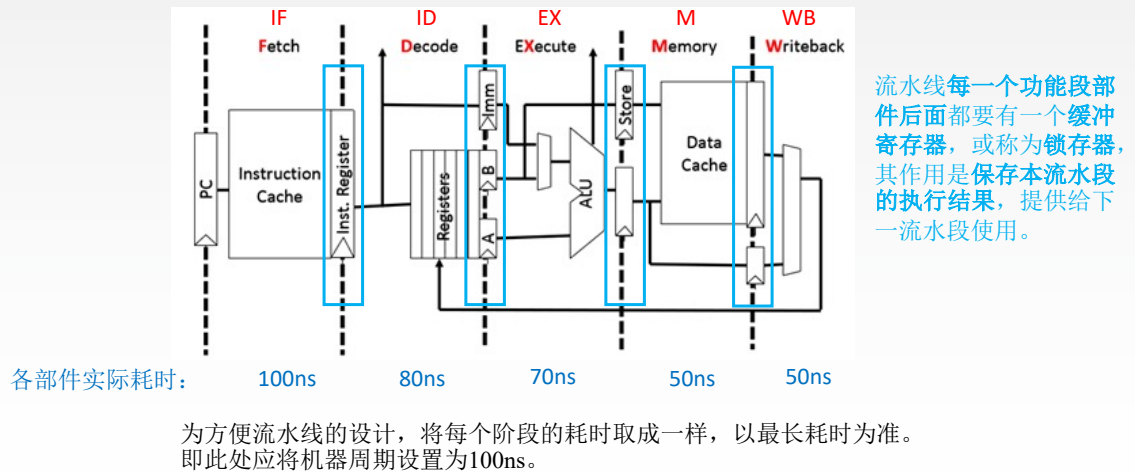 IF ID EX M WB
Fetch Decode EXecute Memory Writeback
PC
Instruction
Cache
Inst. Register
Registers
Imm
B
A
ALU
Store
Data
Cache
流水线每一个功能段部
件后面都要有一个缓冲
寄存器，或称为锁存器，
其作用是保存本流水段
的执行结果，提供给下
一流水段使用。
各部件实际耗时： 100ns 80ns 70ns 50ns 50ns
为方便流水线的设计，将每个阶段的耗时取成一样，以最长耗时为准。
即此处应将机器周期设置为100ns。